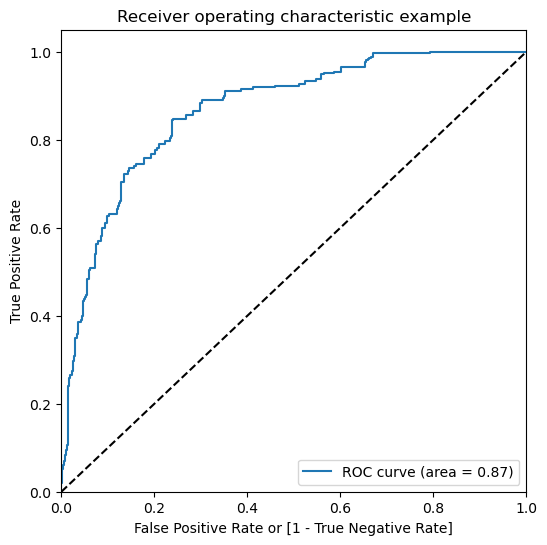 Receiver operating characteristic example
True Positive Rate
1.0
0.8
0.6
0.4
0.2
0.0
ROC curve (area = 0.87)
0.0 0.2 0.4 0.6 0.8 1.0
False Positive Rate or [1 - True Negative Rate]